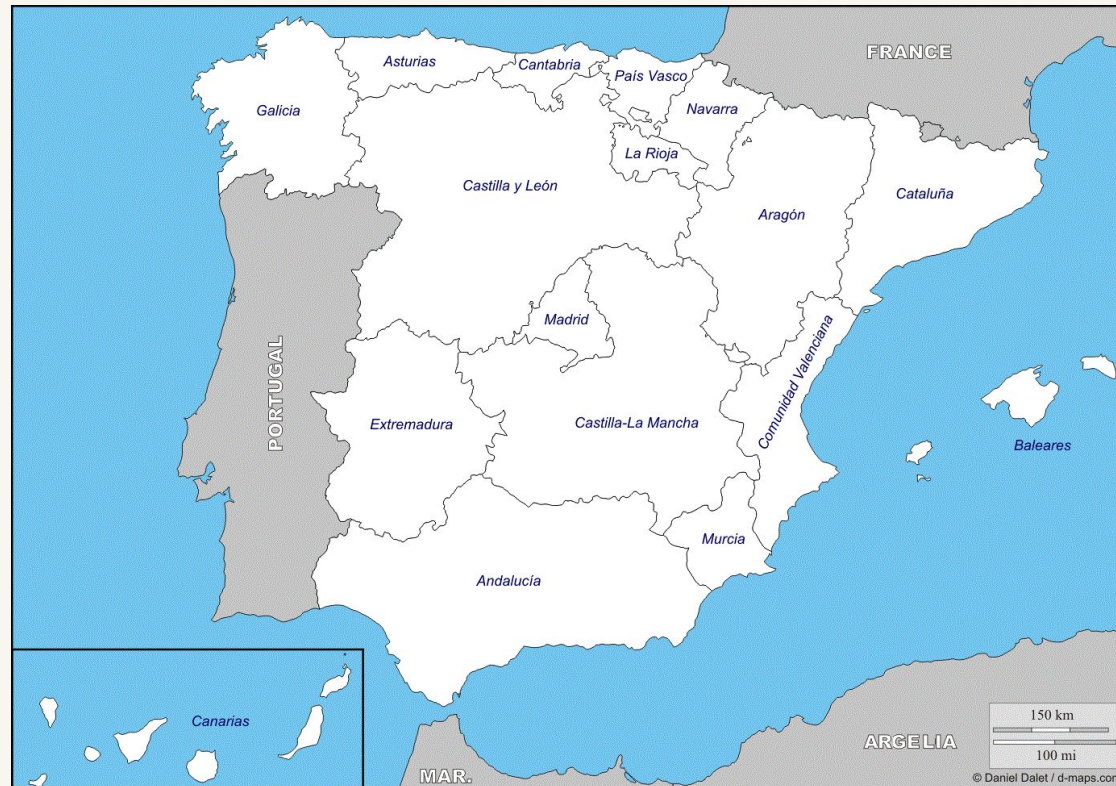 FRANCE
Asturias
Cantabria
País Vasco
Galicia
Navarra
La Rioja
Castilla y León
Cataluña
Aragón
Madrid
PORTUGAL
Comunidad Valenciana
Extremadura
Castilla-La Mancha
Baleares
Murcia
Andalucía
Canarias
150 km
100 mi
ARGELIA
MAR.
© Daniel Dalet / d-maps.com